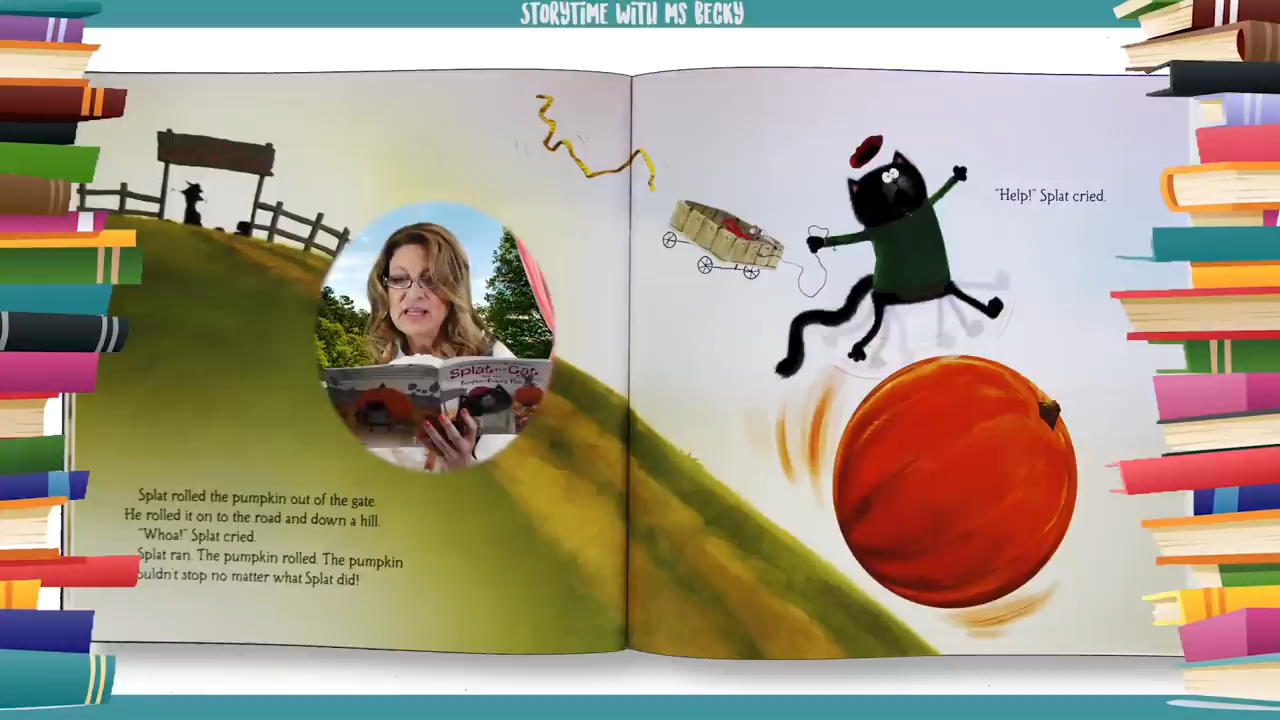 STORYTIME WITH MS BECKY
"Help!" Splat cried.
Splat the Cat
Splat rolled the pumpkin out of the gate.
He rolled it on to the road and down a hill.
"Whoa!" Splat cried.
Splat ran. The pumpkin rolled. The pumpkin
ouldn't stop no matter what Splat did!